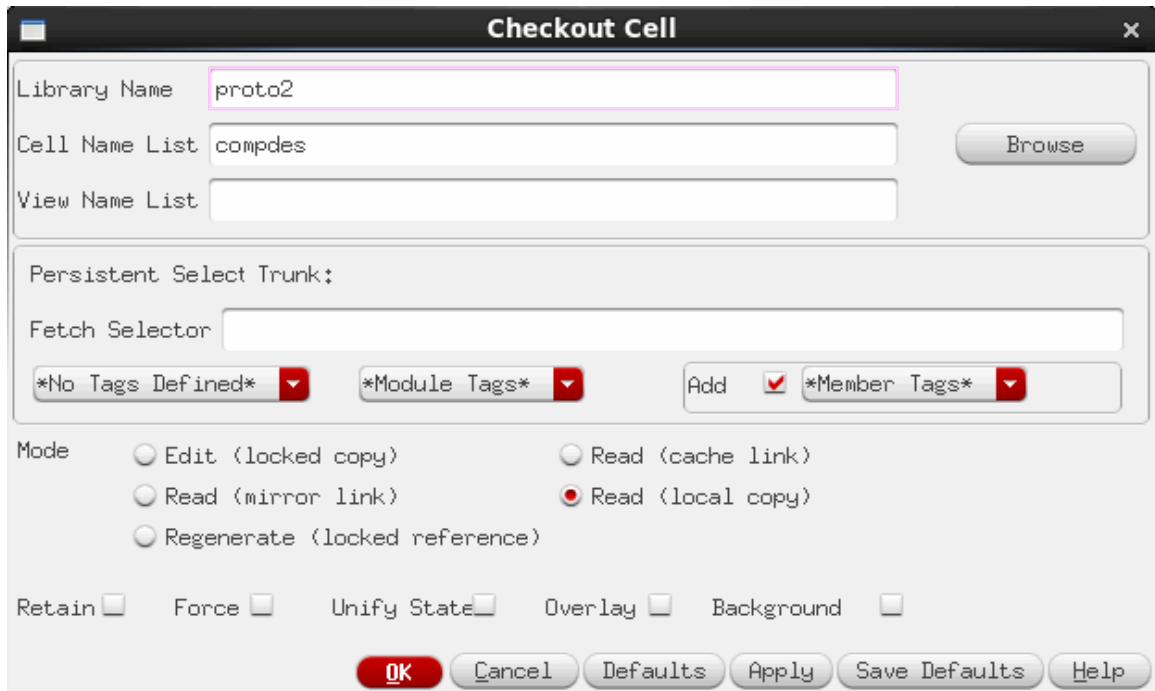 Checkout Cell
Library Name proto2
Cell Name List compdes Browse
View Name List
Persistent Select Trunk:
Fetch Selector
*No Tags Defined* *Module Tags* Add *Member Tags*
Mode Edit (locked copy) Read (cache link)
Read (mirror link) Read (local copy)
Regenerate (locked reference)
Retain Force Unify State Overlay Background
OK Cancel Defaults Apply Save Defaults Help